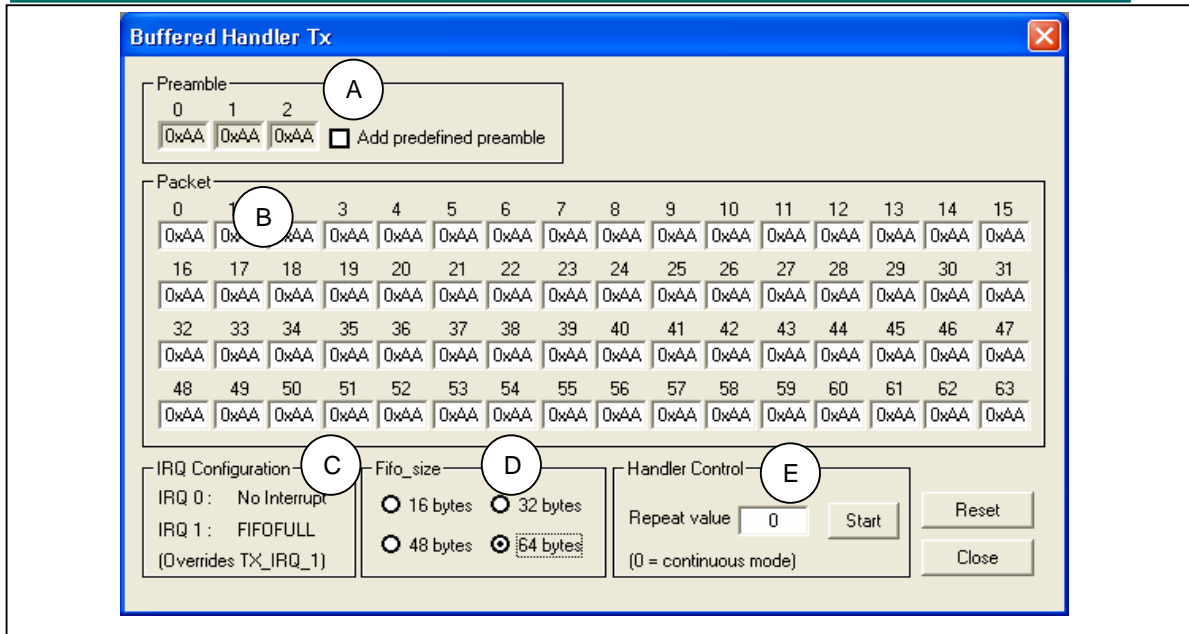 Buffered Handler Tx
Preamble
A
0 1 2
0xAA 0xAA 0xAA Add predefined preamble
Packet
B
0 1 3 4 5 6 7 8 9 10 11 12 13 14 15
0xAA 0xAA 0xAA 0xAA 0xAA 0xAA 0xAA 0xAA 0xAA 0xAA 0xAA 0xAA 0xAA 0xAA
16 17 18 19 20 21 22 23 24 25 26 27 28 29 30 31
0xAA 0xAA 0xAA 0xAA 0xAA 0xAA 0xAA 0xAA 0xAA 0xAA 0xAA 0xAA 0xAA 0xAA 0xAA 0xAA
32 33 34 35 36 37 38 39 40 41 42 43 44 45 46 47
0xAA 0xAA 0xAA 0xAA 0xAA 0xAA 0xAA 0xAA 0xAA 0xAA 0xAA 0xAA 0xAA 0xAA 0xAA 0xAA
48 49 50 51 52 53 54 55 56 57 58 59 60 61 62 63
0xAA 0xAA 0xAA 0xAA 0xAA 0xAA 0xAA 0xAA 0xAA 0xAA 0xAA 0xAA 0xAA 0xAA 0xAA 0xAA
IRQ Configuration C
IRQ 0 : No Interrupt
IRQ 1 : FIFOFULL
(Overrides TX_IRQ_1)
Fifo_size D
16 bytes 32 bytes
48 bytes 64 bytes
Handler Control E
Repeat value 0 Start
(0 = continuous mode)
Reset
Close